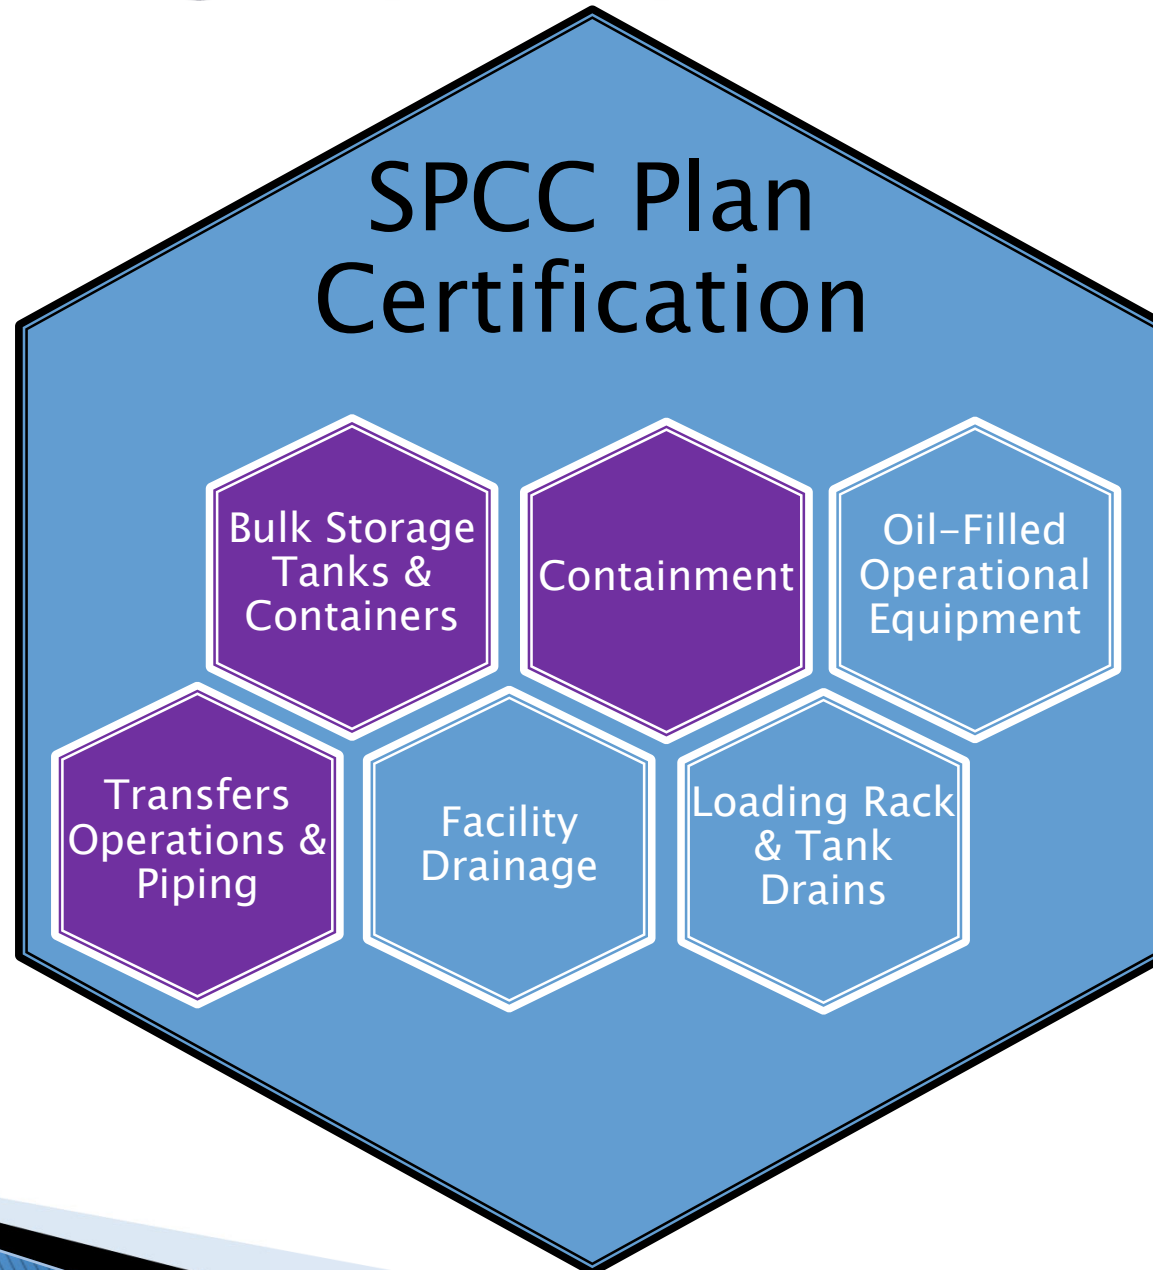 SPCC Plan
Certification
Bulk Storage
Tanks &
Containers
Containment
Oil-Filled
Operational
Equipment
Transfers
Operations &
Piping
Facility
Drainage
Loading Rack
& Tank
Drains